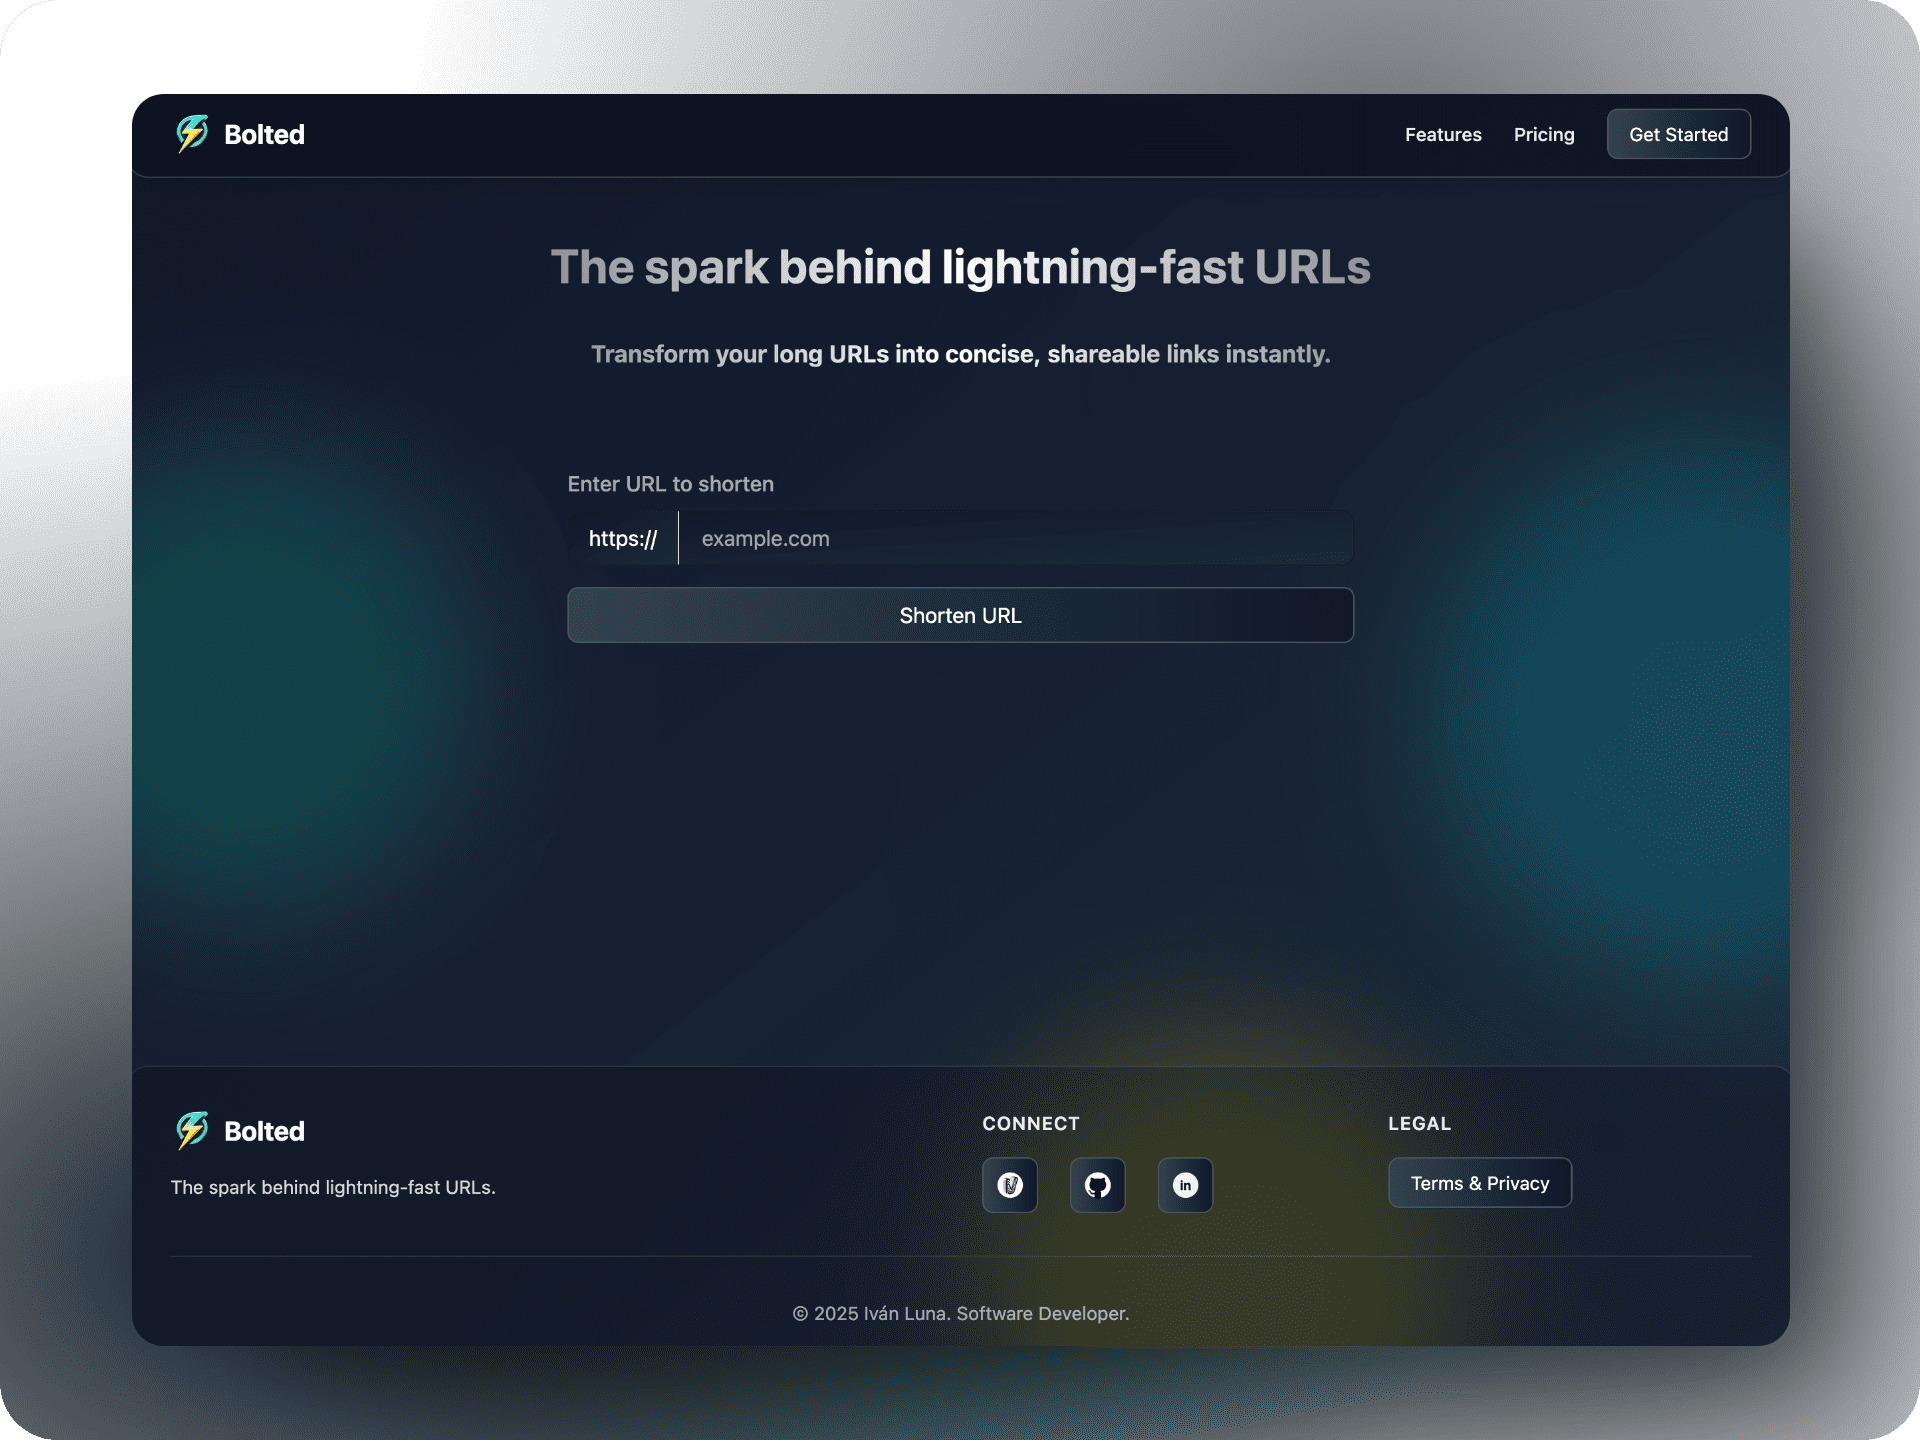 Bolted
Features
Pricing
Get Started
The spark behind lightning-fast URLs
Transform your long URLs into concise, shareable links instantly.
Enter URL to shorten
https://
example.com
Shorten URL
Bolted
The spark behind lightning-fast URLs.
CONNECT
in
LEGAL
Terms & Privacy
© 2025 Iván Luna. Software Developer.